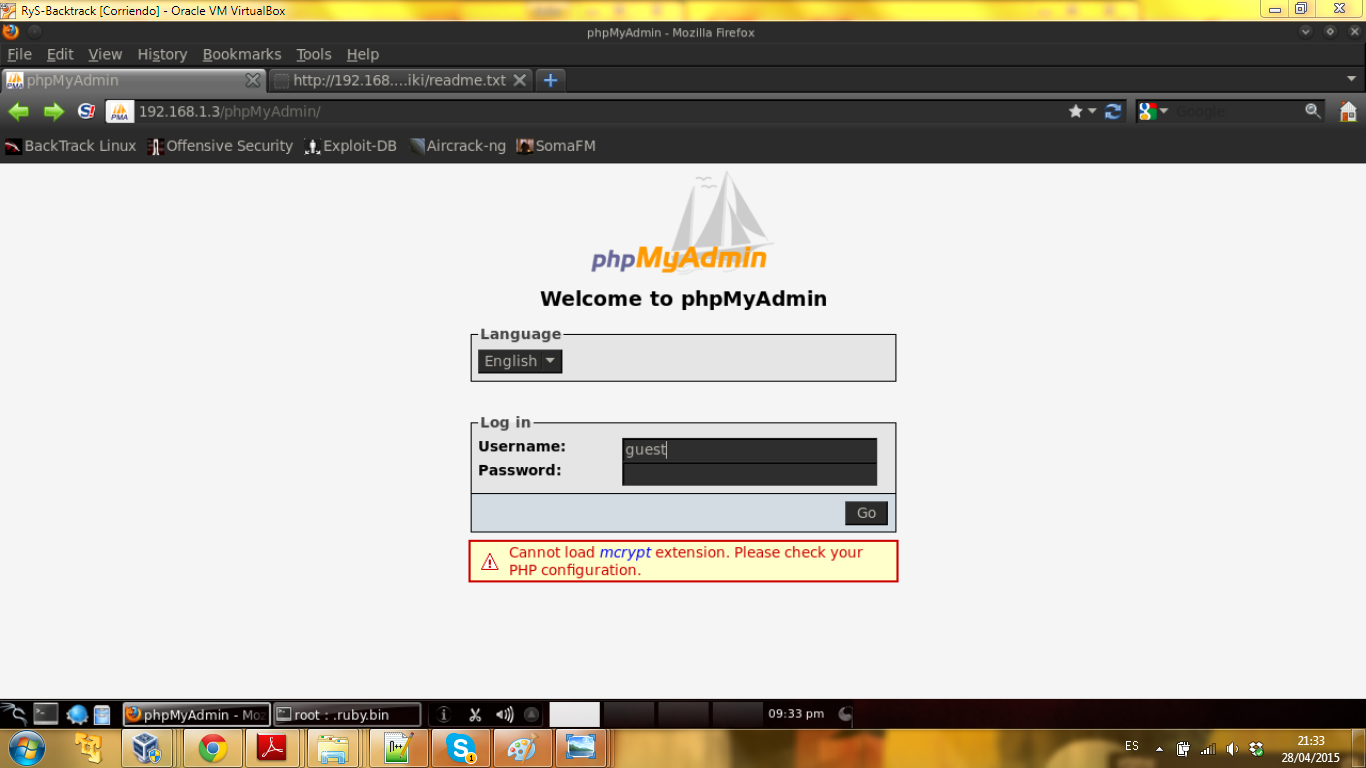 RyS-Backtrack [Corriendo] - Oracle VM VirtualBox
phpMyAdmin - Mozilla Firefox
File Edit View History Bookmarks Tools Help
phpMyAdmin http://192.168....iki/readme.txt
S! PMA 192.168.1.3/phpMyAdmin/ Google
BackTrack Linux Offensive Security Exploit-DB Aircrack-ng SomaFM
phpMyAdmin
Welcome to phpMyAdmin
Language
English
Log in
Username: guest
Password:
Go
Cannot load mcrypt extension. Please check your
PHP configuration.
phpMyAdmin - Moz root : .ruby.bin 09:33 pm
ES 21:33
28/04/2015